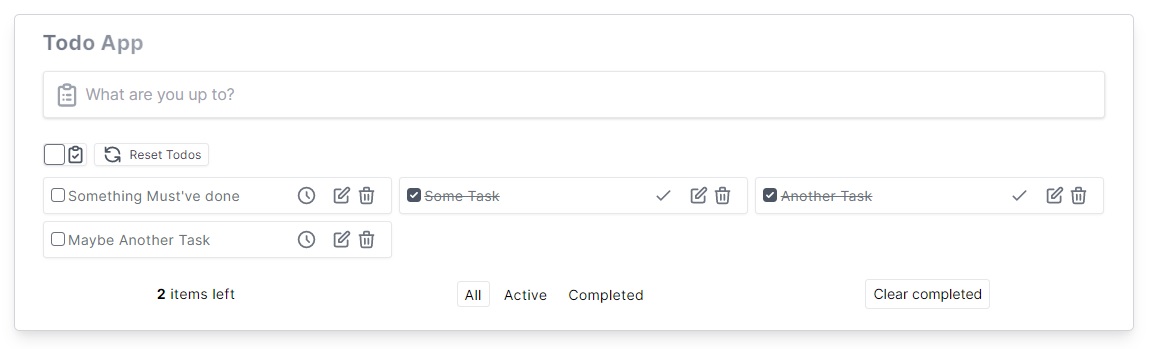 Todo App
What are you up to?
Reset Todos
Something Must've done
Some Task
Another Task
Maybe Another Task
2 items left
All
Active
Completed
Clear completed